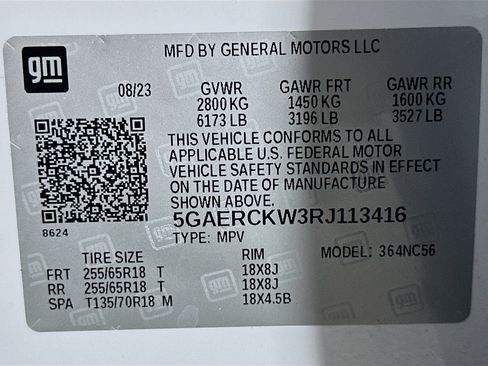 gm
MFD BY GENERAL MOTORS LLC
08/23 GVWR GAWR FRT GAWR RR
2800 KG 1450 KG 1600 KG
6173 LB 3196 LB 3527 LB
THIS VEHICLE CONFORMS TO ALL
APPLICABLE U.S. FEDERAL MOTOR
VEHICLE SAFETY STANDARDS IN EFFECT
ON THE DATE OF MANUFACTURE
SHOWN ABOVE.
8624
5GAERCKW3RJ113416
TYPE: MPV MODEL: 364NC56
TIRE SIZE RIM
FRT 255/65R18 T 18X8J
RR 255/65R18 T 18X8J
SPA T135/70R18 M 18X4.5B